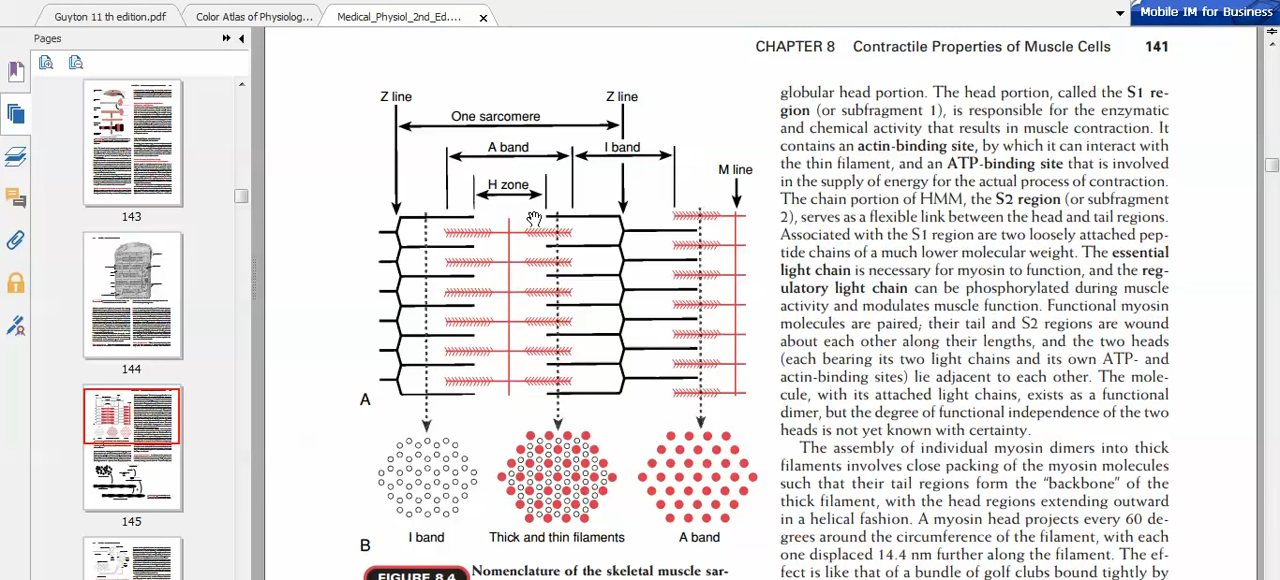 Guyton 11 th edition.pdf
Color Atlas of Physiolog...
Medical_Physiol_2nd_Ed....
Mobile IM for Business
Pages
143
144
145
CHAPTER 8 Contractile Properties of Muscle Cells 141
Z line
Z line
One sarcomere
A band
I band
M line
H zone
A
I band
Thick and thin filaments
A band
B
FIGURE 8.4
Nomenclature of the skeletal muscle sar-
globular head portion. The head portion, called the S1 re-
gion (or subfragment 1), is responsible for the enzymatic
and chemical activity that results in muscle contraction. It
contains an actin-binding site, by which it can interact with
the thin filament, and an ATP-binding site that is involved
in the supply of energy for the actual process of contraction.
The chain portion of HMM, the S2 region (or subfragment
2), serves as a flexible link between the head and tail regions.
Associated with the S1 region are two loosely attached pep-
tide chains of a much lower molecular weight. The essential
light chain is necessary for myosin to function, and the reg-
ulatory light chain can be phosphorylated during muscle
activity and modulates muscle function. Functional myosin
molecules are paired; their tail and S2 regions are wound
about each other along their lengths, and the two heads
(each bearing its two light chains and its own ATP- and
actin-binding sites) lie adjacent to each other. The mole-
cule, with its attached light chains, exists as a functional
dimer, but the degree of functional independence of the two
heads is not yet known with certainty.
The assembly of individual myosin dimers into thick
filaments involves close packing of the myosin molecules
such that their tail regions form the "backbone" of the
thick filament, with the head regions extending outward
in a helical fashion. A myosin head projects every 60 de-
grees around the circumference of the filament, with each
one displaced 14.4 nm further along the filament. The ef-
fect is like that of a bundle of golf clubs bound tightly by